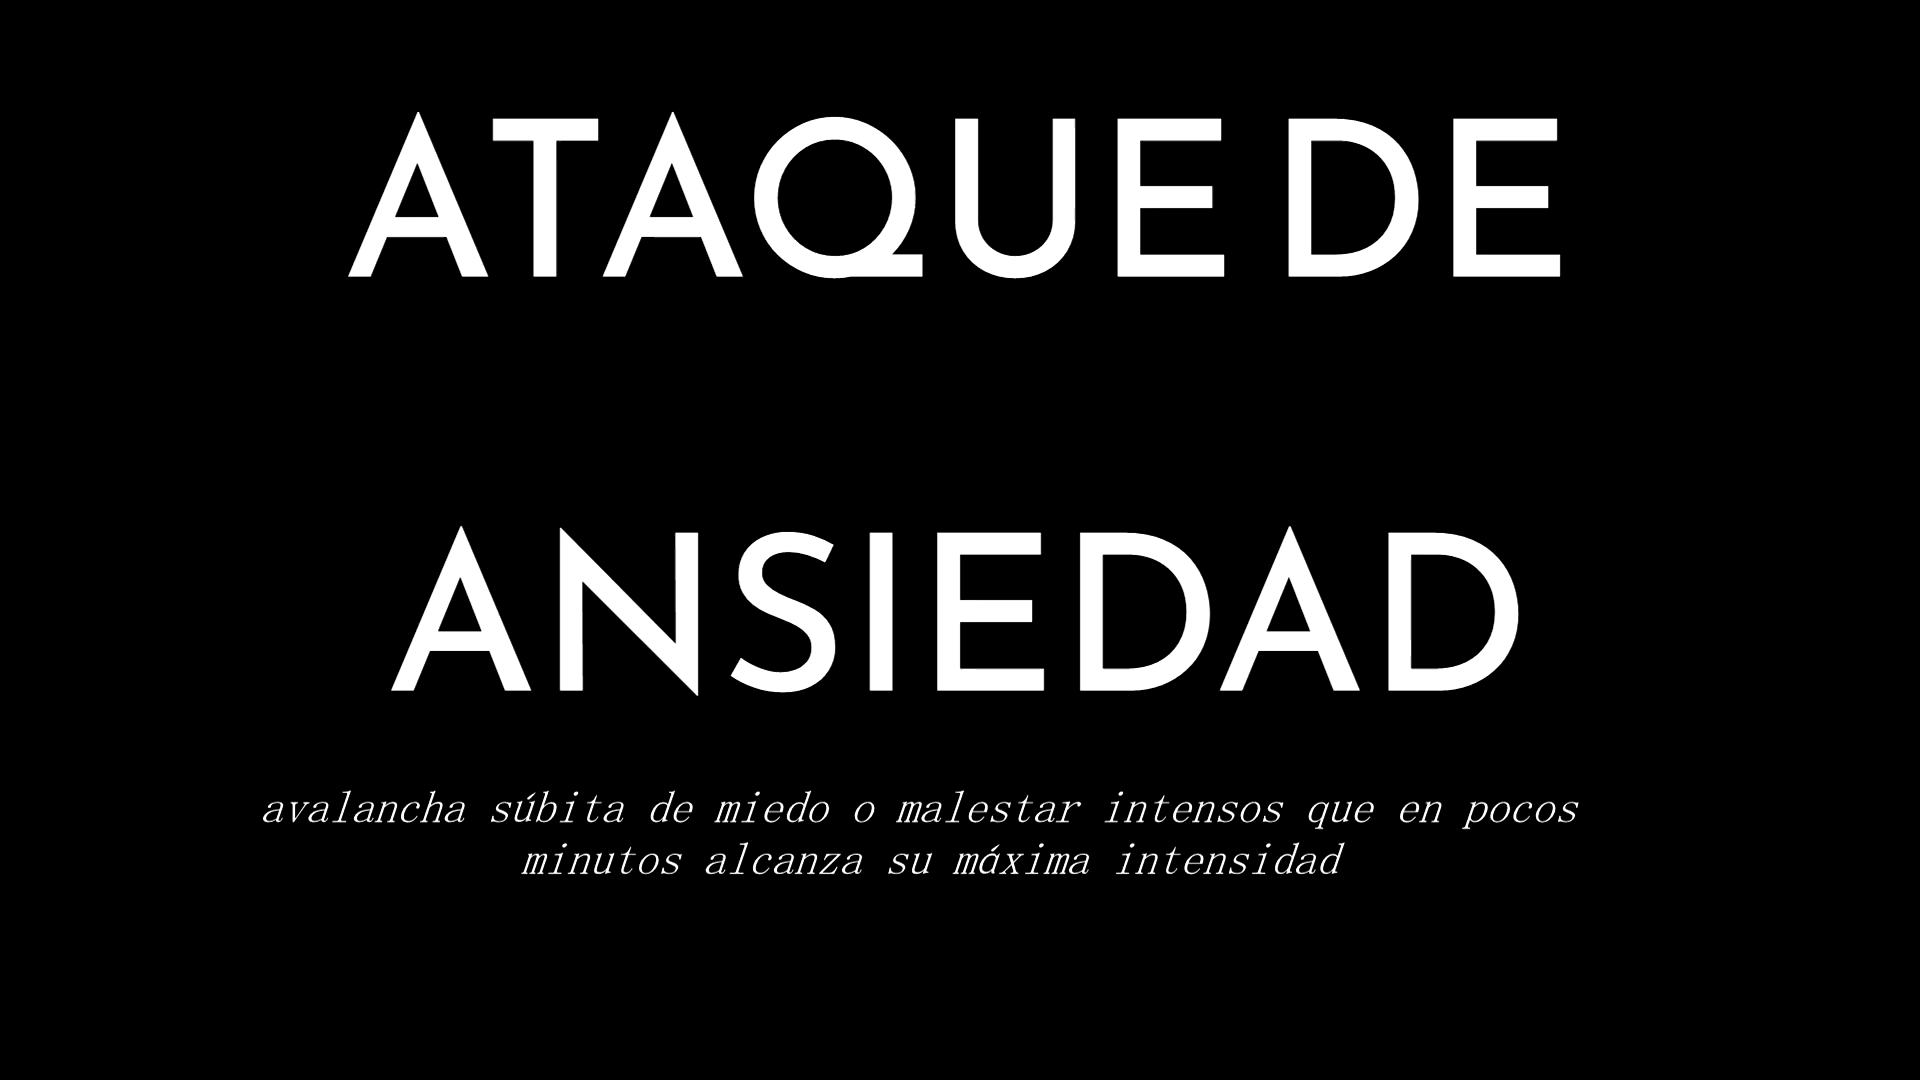 ATAQUE DE
ANSIEDAD
avalancha súbita de miedo o malestar intensos que en pocos
minutos alcanza su máxima intensidad